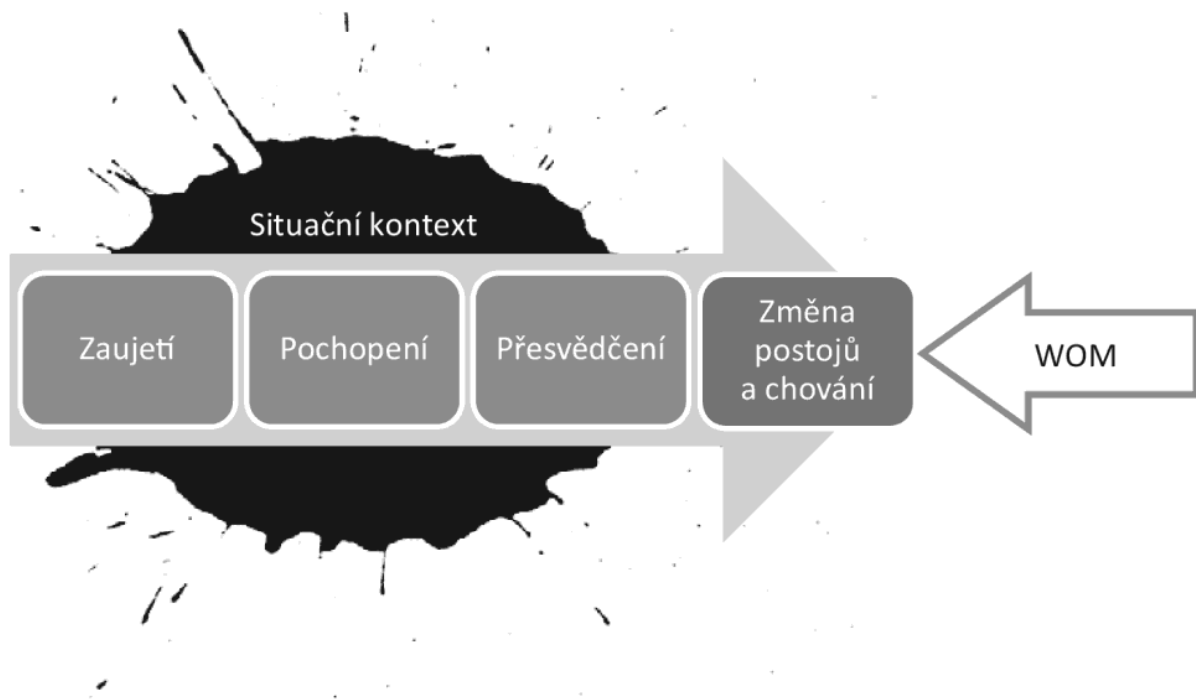 Situační kontext
Zaujetí
Pochopení
Přesvědčení
Změna
postojů
a chování
WOM